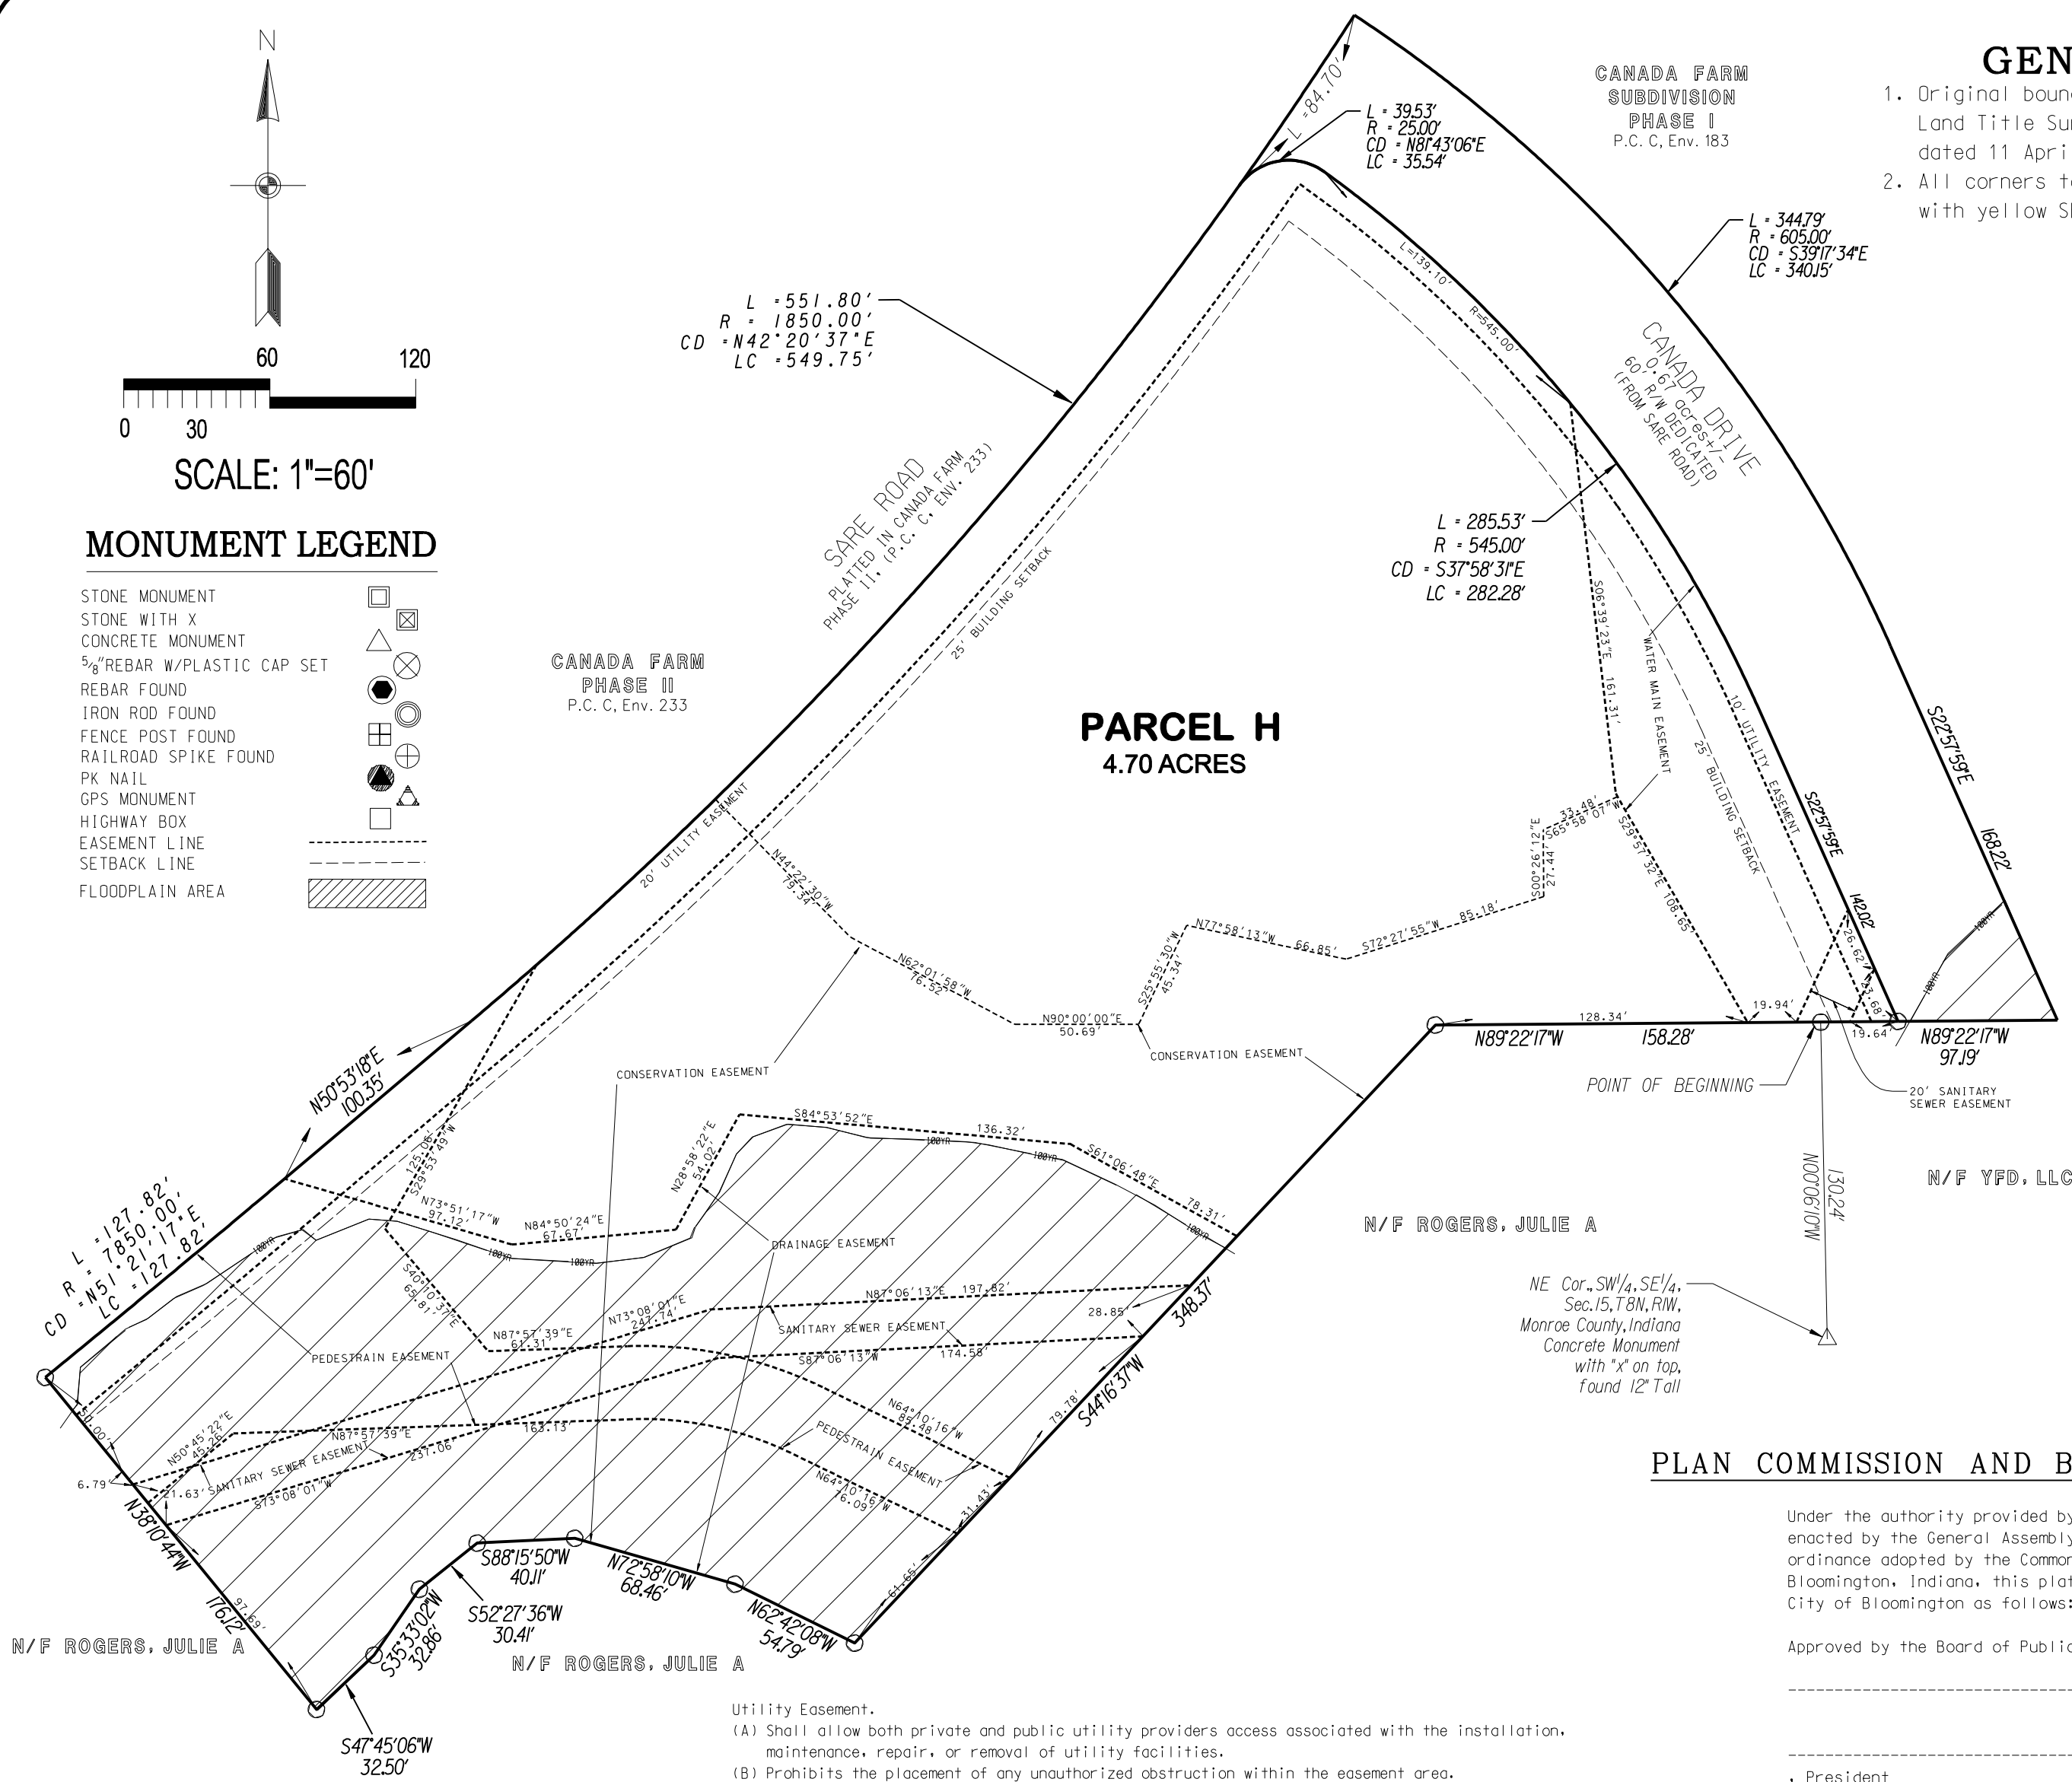 N
60 120
0 30
SCALE: 1"=60'
MONUMENT LEGEND
STONE MONUMENT
STONE WITH X
CONCRETE MONUMENT
5/8"REBAR W/PLASTIC CAP SET
REBAR FOUND
IRON ROD FOUND
FENCE POST FOUND
RAILROAD SPIKE FOUND
PK NAIL
GPS MONUMENT
HIGHWAY BOX
EASEMENT LINE
SETBACK LINE
FLOODPLAIN AREA
L =84.70'
L = 39.53'
R = 25.00'
CD = N81°43'06"E
LC = 35.54'
CANADA FARM
SUBDIVISION
PHASE I
P.C. C, Env. 183
GEN
1. Original boun
Land Title Su
dated 11 Apri
2. All corners t
with yellow S
L = 344.79'
R = 605.00'
CD = S39°17'34"E
LC = 340.15'
L =551.80'
R = 1850.00'
CD =N42°20'37"E
LC =549.75'
L=139.10'
R=545.00'
CANADA DRIVE
0.67 acres+/-
60' R/W DEDICATED
(FROM SARE ROAD)
SARE ROAD
PLATTED IN CANADA FARM
PHASE II, (P.C. C, ENV. 233)
25' BUILDING SETBACK
L = 285.53'
R = 545.00'
CD = S37°58'31"E
LC = 282.28'
CANADA FARM
PHASE II
P.C. C, Env. 233
PARCEL H
4.70 ACRES
S06°39'23"E 161.31'
WATER MAIN EASEMENT
10' UTILITY EASEMENT
25' BUILDING SETBACK
S22°57'59"E
168.22'
S22°57'59"E
142.02'
20' UTILITY EASEMENT
N44°22'30"W
79.34'
N62°01'58"W
76.52'
N90°00'00"E
50.69'
S25°55'30"W
45.34'
N77°58'13"W 66.85'
S72°27'55"W 85.18'
S00°26'12"E
27.44'
33.48'
S65°58'07"W
S29°57'32"E 108.65'
26.62'
43.68'
100YR
100YR
19.94'
128.34'
19.64'
N89°22'17"W 158.28'
N89°22'17"W
97.19'
POINT OF BEGINNING
20' SANITARY
SEWER EASEMENT
CONSERVATION EASEMENT
CONSERVATION EASEMENT
N50°53'18"E
100.35'
125.06'
S29°53'49"W
S84°53'52"E 136.32'
S61°06'48"E 78.31'
N28°58'22"E
54.02'
N73°51'17"W
97.12'
N84°50'24"E
67.67'
100YR
100YR
100YR
100YR
100YR
100YR
DRAINAGE EASEMENT
L =127.82'
R = 7850.00'
CD =N51°21'17"E
LC =127.82'
S40°10'37"E
65.81'
N87°57'39"E
61.31'
N73°08'01"E
247.74'
N87°06'13"E 197.82'
28.85'
SANITARY SEWER EASEMENT
S87°06'13"W 174.58'
348.37'
S44°16'37"W
79.78'
PEDESTRAIN EASEMENT
50.00'
N50°45'22"E
45.26'
N87°57'39"E 163.13'
SANITARY SEWER EASEMENT 237.06'
S73°08'01"W
6.79'
21.63'
N64°10'16"W
85.48'
PEDESTRAIN EASEMENT
N64°10'16"W
76.09'
31.43'
61.65'
N38°10'44"W
176.12'
97.69'
S88°15'50"W
40.11'
N72°58'10"W
68.46'
N62°42'08"W
54.79'
S52°27'36"W
30.41'
S35°33'02"W
32.86'
S47°45'06"W
32.50'
N/F ROGERS, JULIE A
N/F ROGERS, JULIE A
N/F ROGERS, JULIE A
N/F YFD, LLC
N00°06'10"W
130.24'
NE Cor., SW1/4, SE1/4,
Sec.15, T8N, R1W,
Monroe County, Indiana
Concrete Monument
with "x" on top,
found 12" Tall
PLAN COMMISSION AND B
Under the authority provided by
enacted by the General Assembly
ordinance adopted by the Common
Bloomington, Indiana, this plat
City of Bloomington as follows:
Approved by the Board of Public
, President
Utility Easement.
(A) Shall allow both private and public utility providers access associated with the installation,
maintenance, repair, or removal of utility facilities.
(B) Prohibits the placement of any unauthorized obstruction within the easement area.